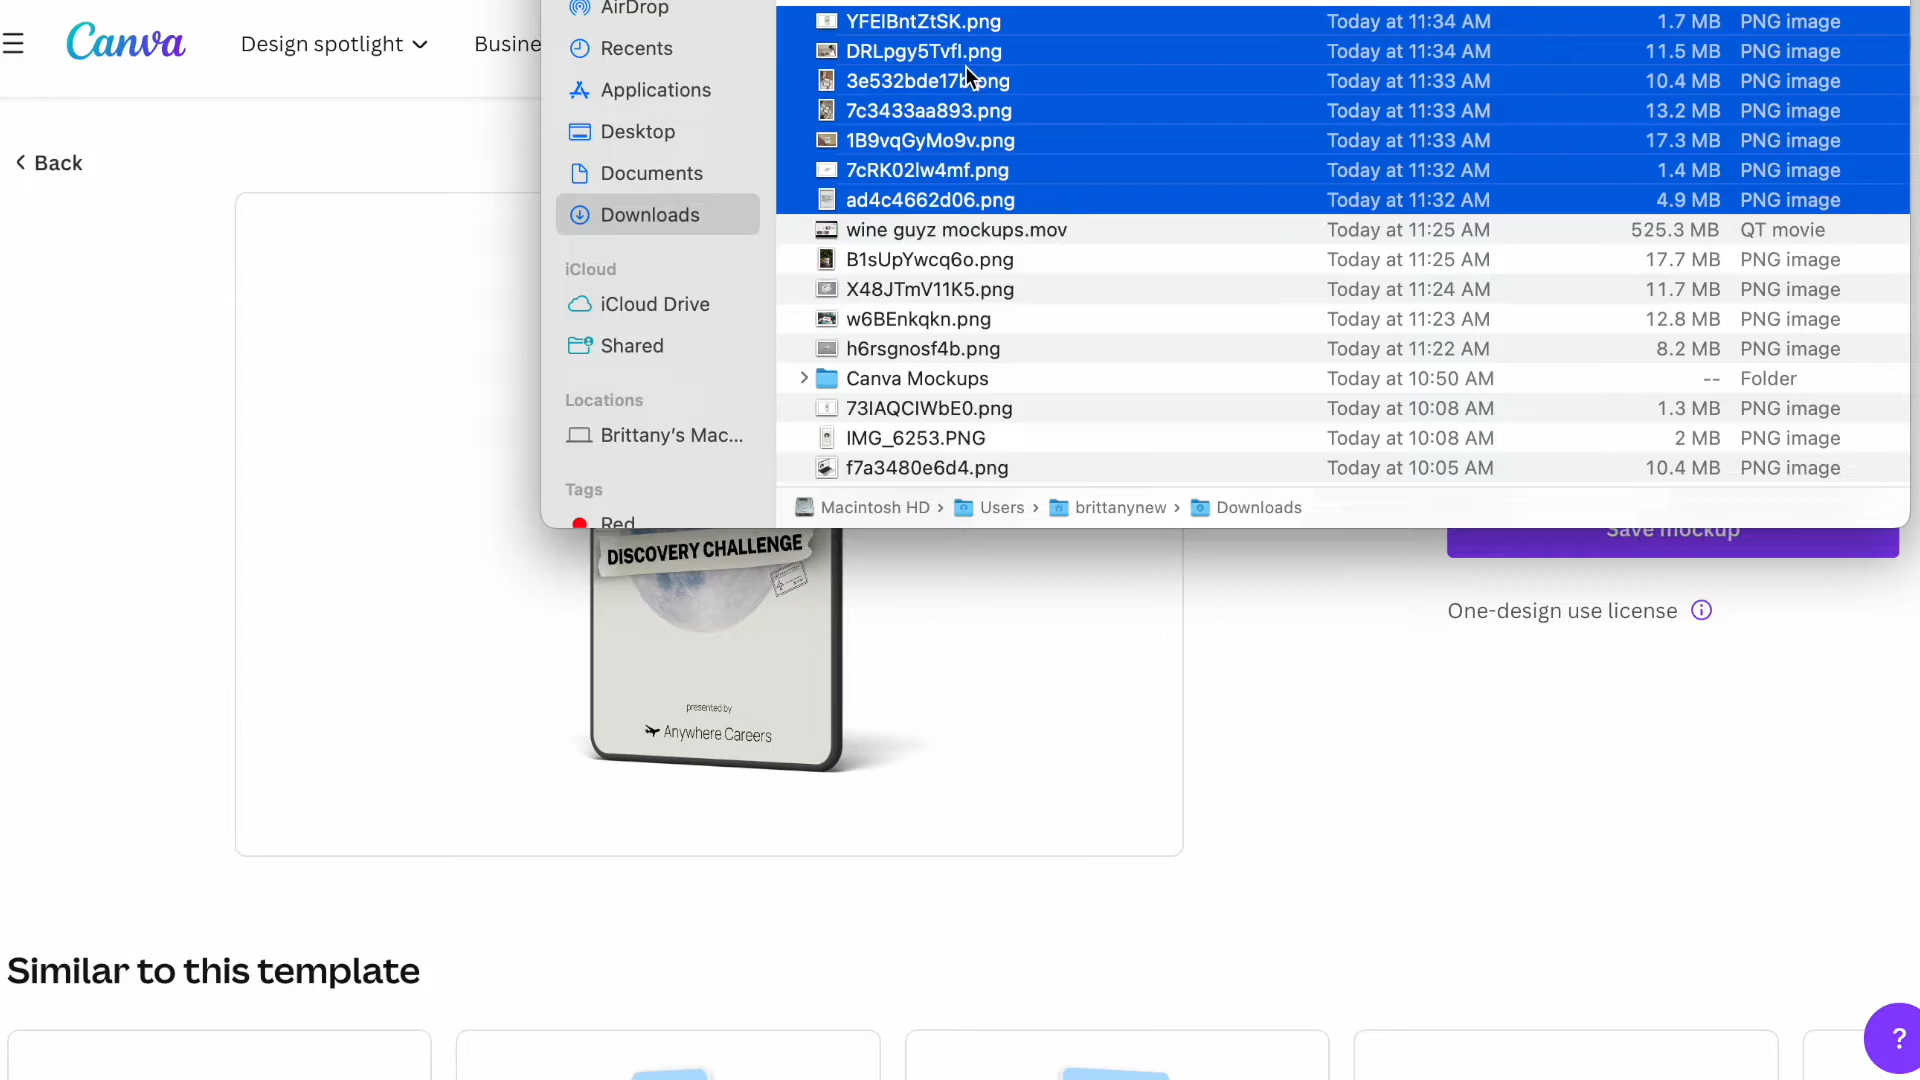 Canva
Design spotlight
Busine
Back
AirDrop
Recents
Applications
Desktop
Documents
Downloads
iCloud
iCloud Drive
Shared
Locations
Brittany's Mac...
Tags
Red
YFEIBntZtSK.png Today at 11:34 AM 1.7 MB PNG image
DRLpgy5TvfI.png Today at 11:34 AM 11.5 MB PNG image
3e532bde17b.png Today at 11:33 AM 10.4 MB PNG image
7c3433aa893.png Today at 11:33 AM 13.2 MB PNG image
1B9vqGyMo9v.png Today at 11:33 AM 17.3 MB PNG image
7cRK02lw4mf.png Today at 11:32 AM 1.4 MB PNG image
ad4c4662d06.png Today at 11:32 AM 4.9 MB PNG image
wine guyz mockups.mov Today at 11:25 AM 525.3 MB QT movie
B1sUpYwcq6o.png Today at 11:25 AM 17.7 MB PNG image
X48JTmV11K5.png Today at 11:24 AM 11.7 MB PNG image
w6BEnkqkn.png Today at 11:23 AM 12.8 MB PNG image
h6rsgnosf4b.png Today at 11:22 AM 8.2 MB PNG image
Canva Mockups Today at 10:50 AM -- Folder
73IAQCIWbE0.png Today at 10:08 AM 1.3 MB PNG image
IMG_6253.PNG Today at 10:08 AM 2 MB PNG image
f7a3480e6d4.png Today at 10:05 AM 10.4 MB PNG image
Macintosh HD › Users › brittanynew › Downloads
Save mockup
One-design use license
DISCOVERY CHALLENGE
presented by
Anywhere Careers
Similar to this template
?